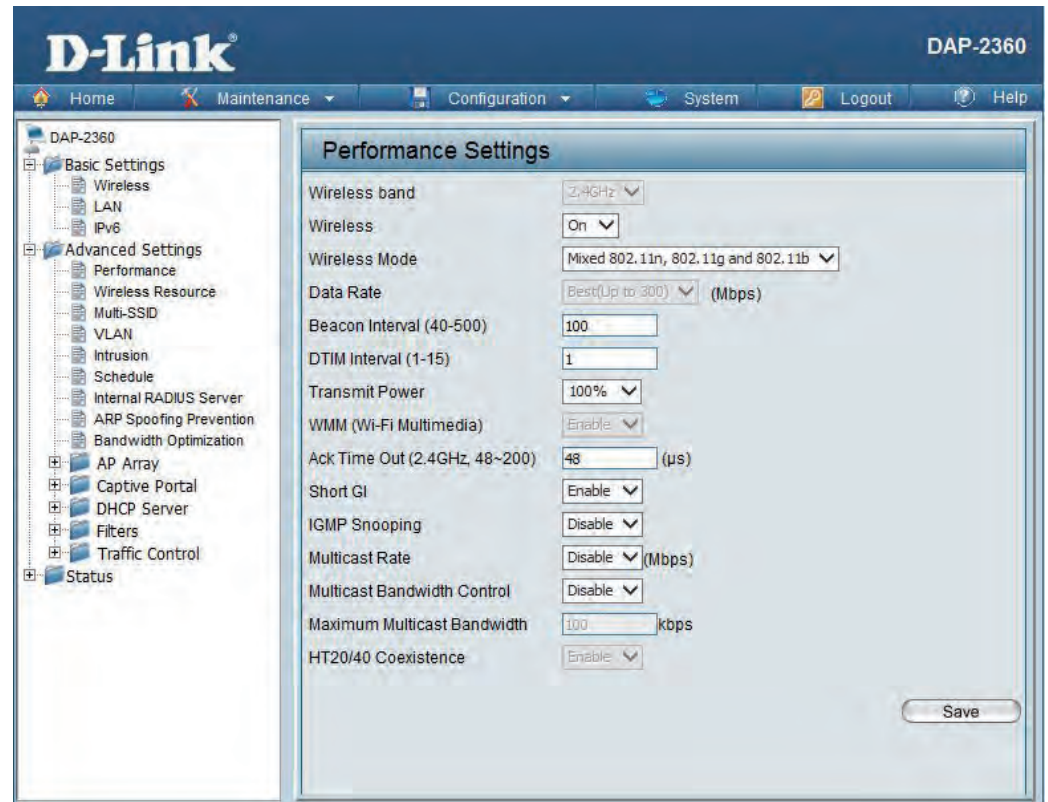 D-Link®
DAP-2360
Home Maintenance Configuration System Logout Help
DAP-2360
Basic Settings
Wireless
LAN
IPv6
Advanced Settings
Performance
Wireless Resource
Multi-SSID
VLAN
Intrusion
Schedule
Internal RADIUS Server
ARP Spoofing Prevention
Bandwidth Optimization
AP Array
Captive Portal
DHCP Server
Filters
Traffic Control
Status
Performance Settings
Wireless band 2.4GHz
Wireless On
Wireless Mode Mixed 802.11n, 802.11g and 802.11b
Data Rate Best(Up to 300) (Mbps)
Beacon Interval (40-500) 100
DTIM Interval (1-15) 1
Transmit Power 100%
WMM (Wi-Fi Multimedia) Enable
Ack Time Out (2.4GHz, 48~200) 48 (μs)
Short GI Enable
IGMP Snooping Disable
Multicast Rate Disable (Mbps)
Multicast Bandwidth Control Disable
Maximum Multicast Bandwidth 100 kbps
HT20/40 Coexistence Enable
Save